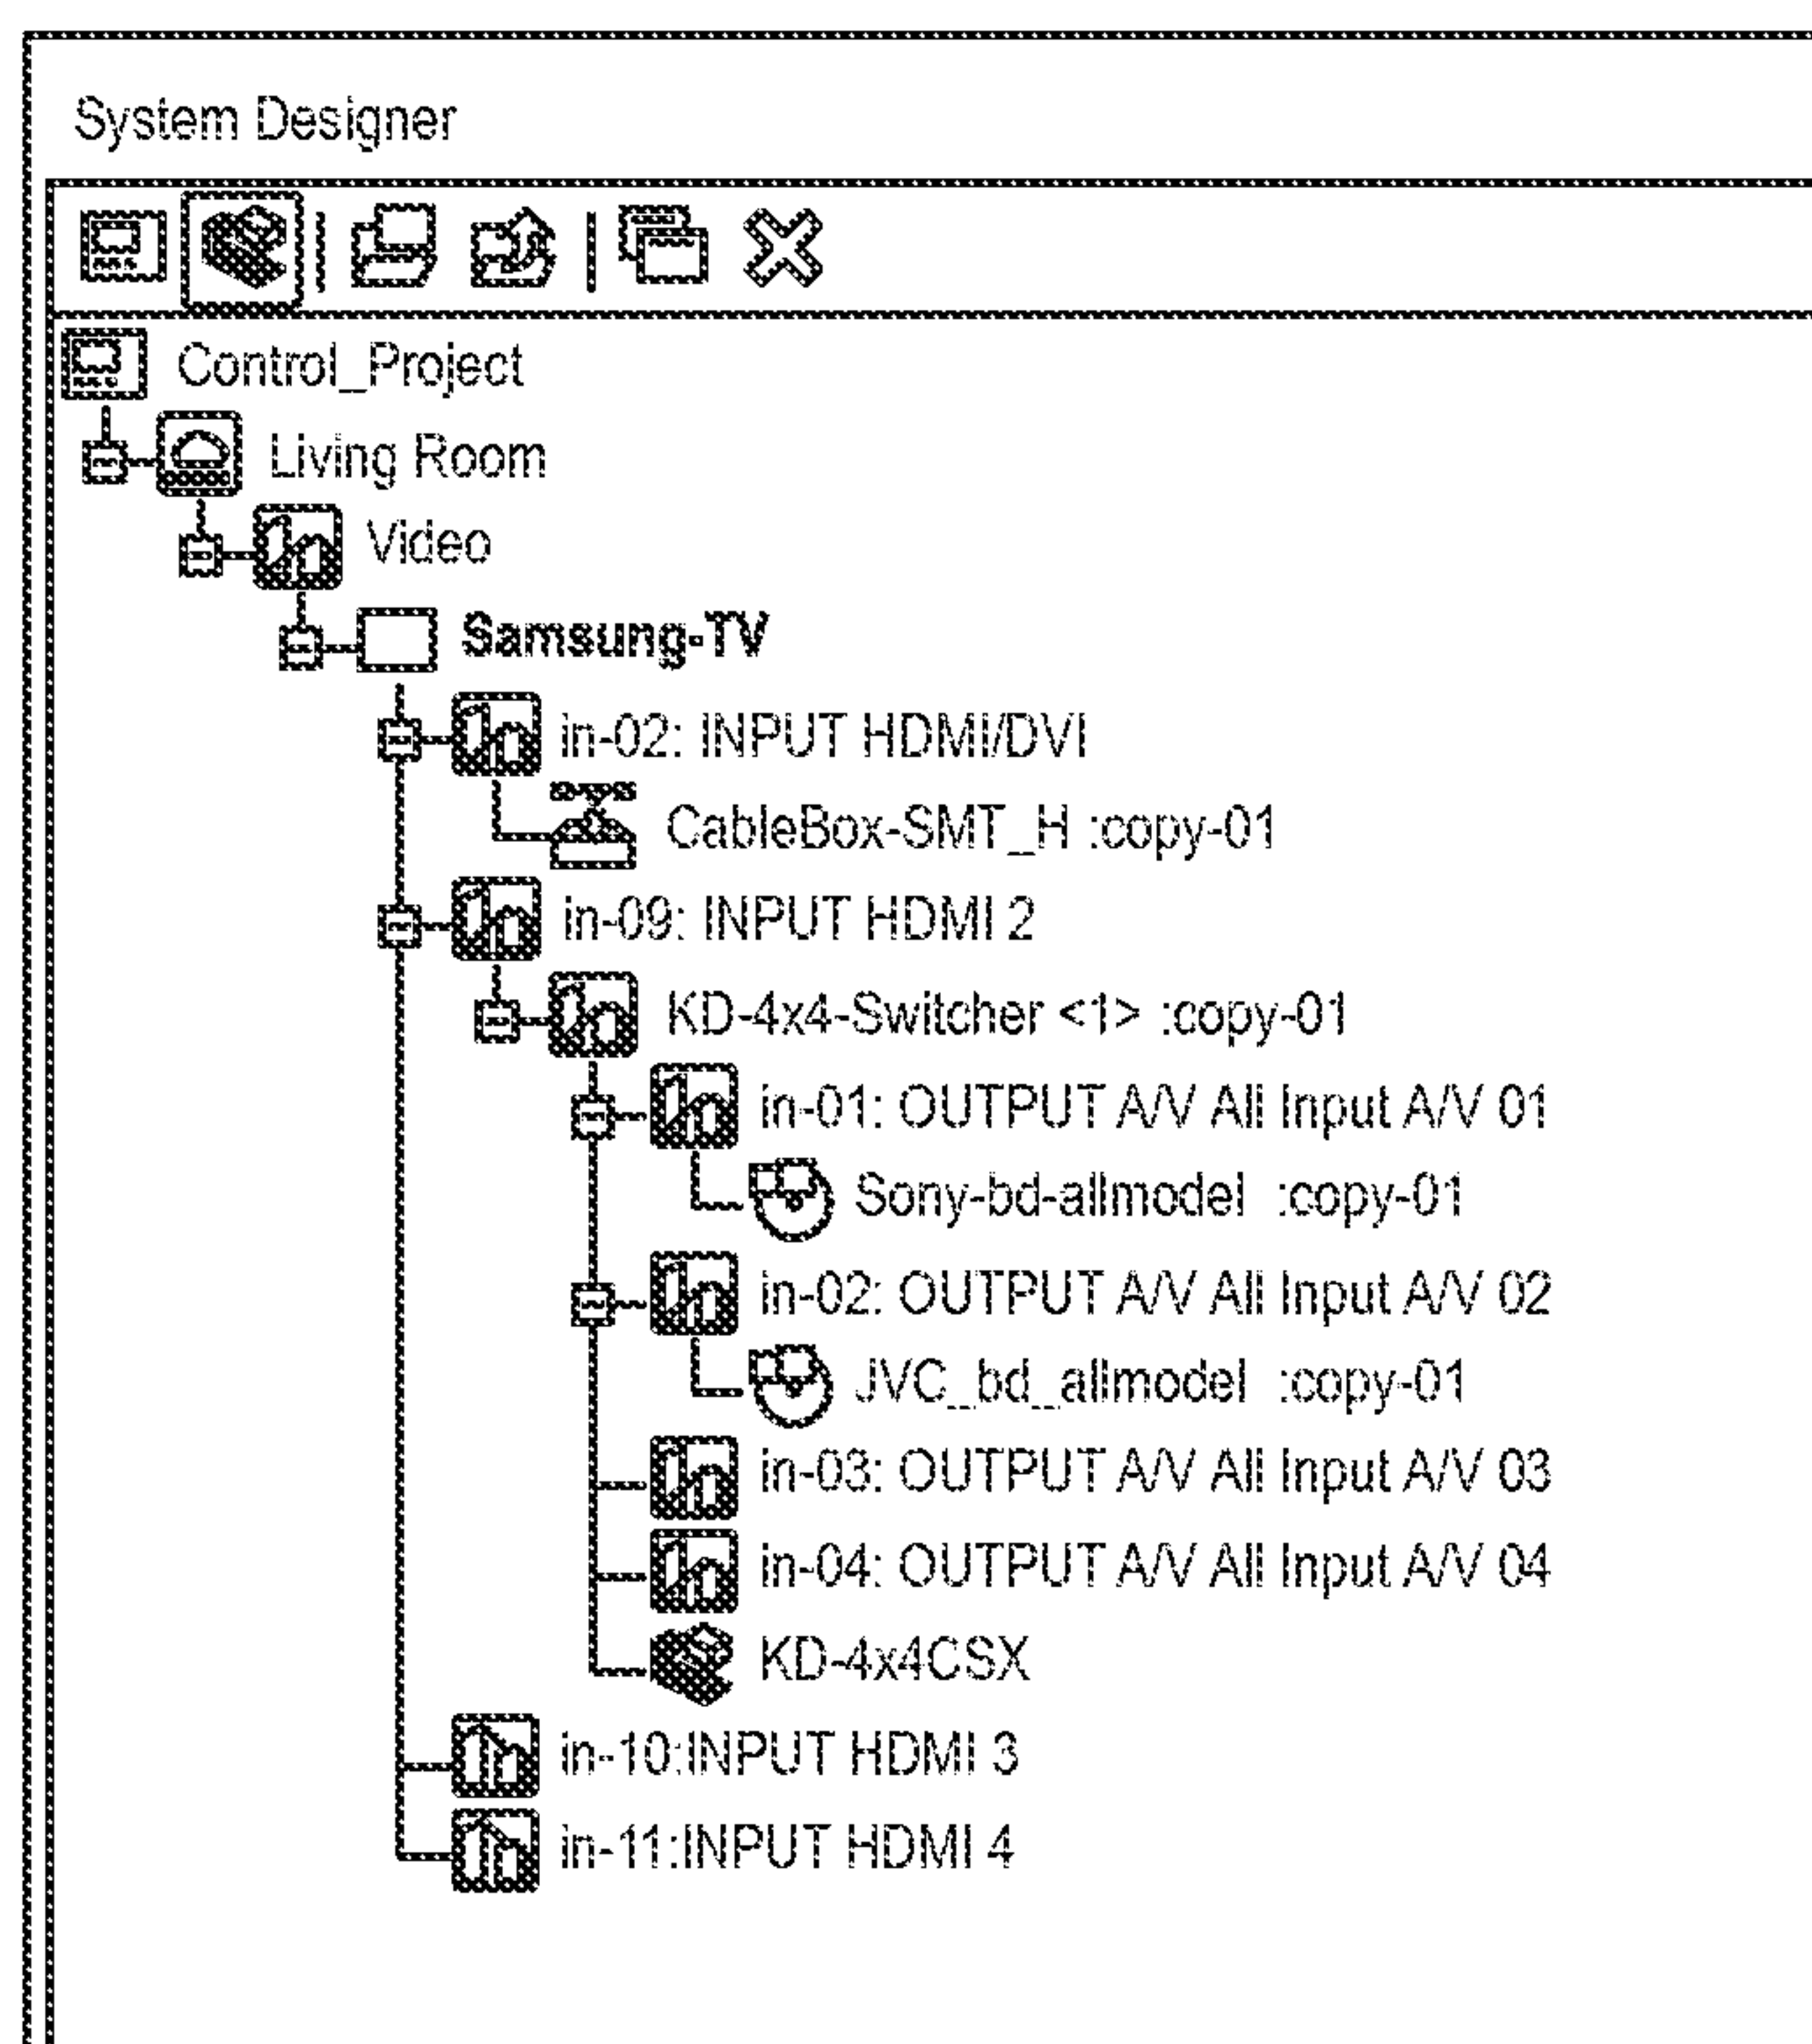 System Designer
Control_Project
Living Room
Video
Samsung-TV
in-02: INPUT HDMI/DVI
CableBox-SMT_H :copy-01
in-09: INPUT HDMI 2
KD-4x4-Switcher <1> :copy-01
in-01: OUTPUT A/V All Input A/V 01
Sony-bd-allmodel :copy-01
in-02: OUTPUT A/V All Input A/V 02
JVC_bd_allmodel :copy-01
in-03: OUTPUT A/V All Input A/V 03
in-04: OUTPUT A/V All Input A/V 04
KD-4x4CSX
in-10:INPUT HDMI 3
in-11:INPUT HDMI 4